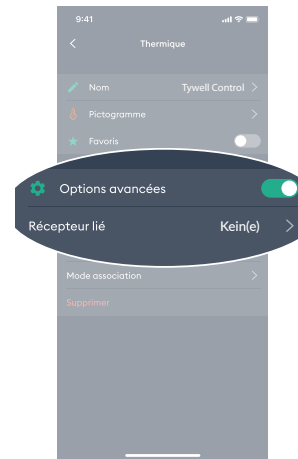 9:41
Thermique
Nom Tywell Control
Pictogramme
Favoris
Options avancées
Récepteur lié Kein(e)
Mode association
Supprimer